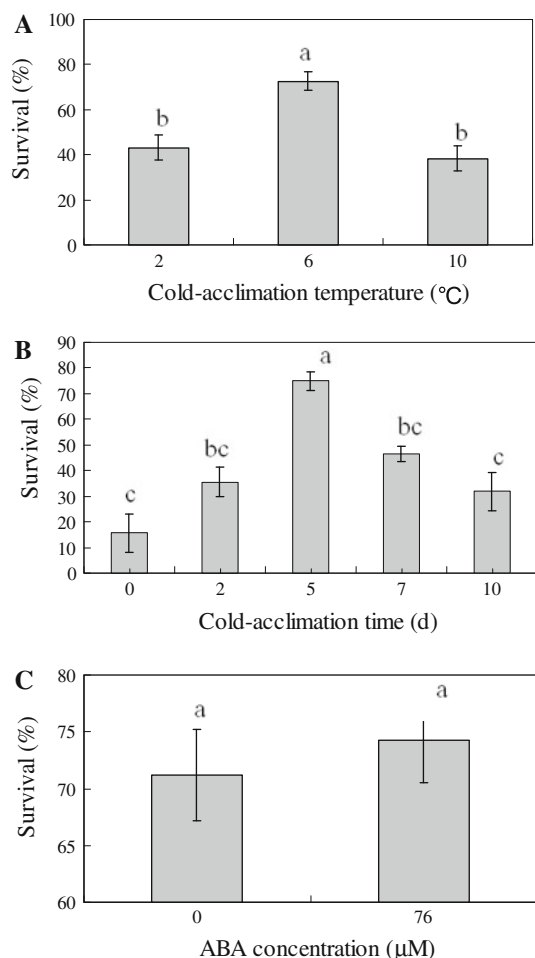 A
Survival (%)
100
80
60
40
20
0
b
a
b
2 6 10
Cold-acclimation temperature (°C)
B
Survival (%)
90
80
70
60
50
40
30
20
10
0
c
bc
a
bc
c
0 2 5 7 10
Cold-acclimation time (d)
C
Survival (%)
80
75
70
65
60
a
a
0 76
ABA concentration (μM)